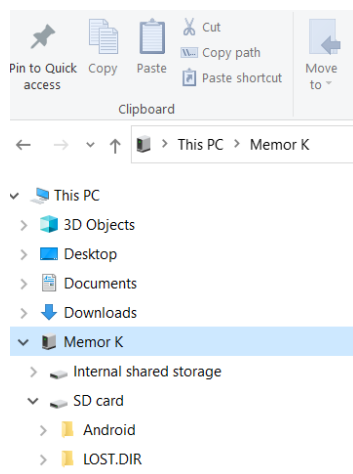 Pin to Quick access
Copy
Paste
Cut
Copy path
Paste shortcut
Move to
Clipboard
This PC > Memor K
This PC
3D Objects
Desktop
Documents
Downloads
Memor K
Internal shared storage
SD card
Android
LOST.DIR